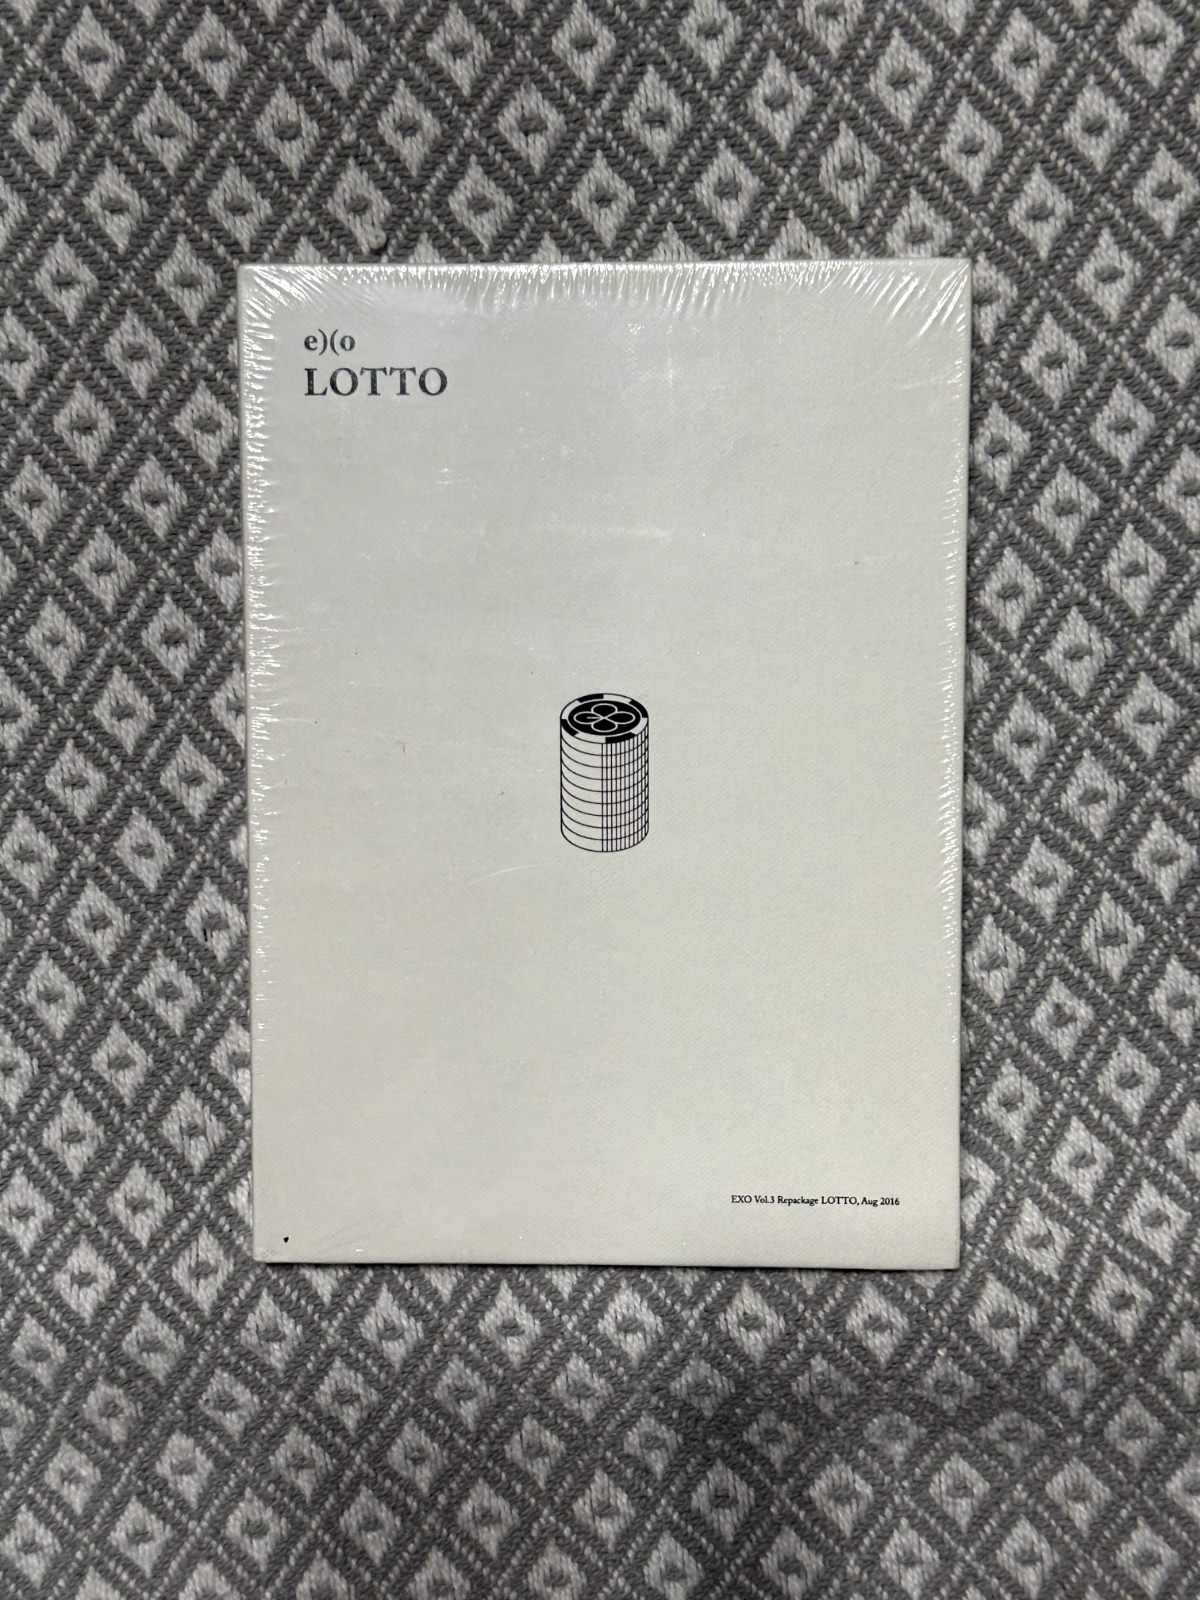 e)(o
LOTTO
EXO Vol.3 Repackage LOTTO, Aug 2016